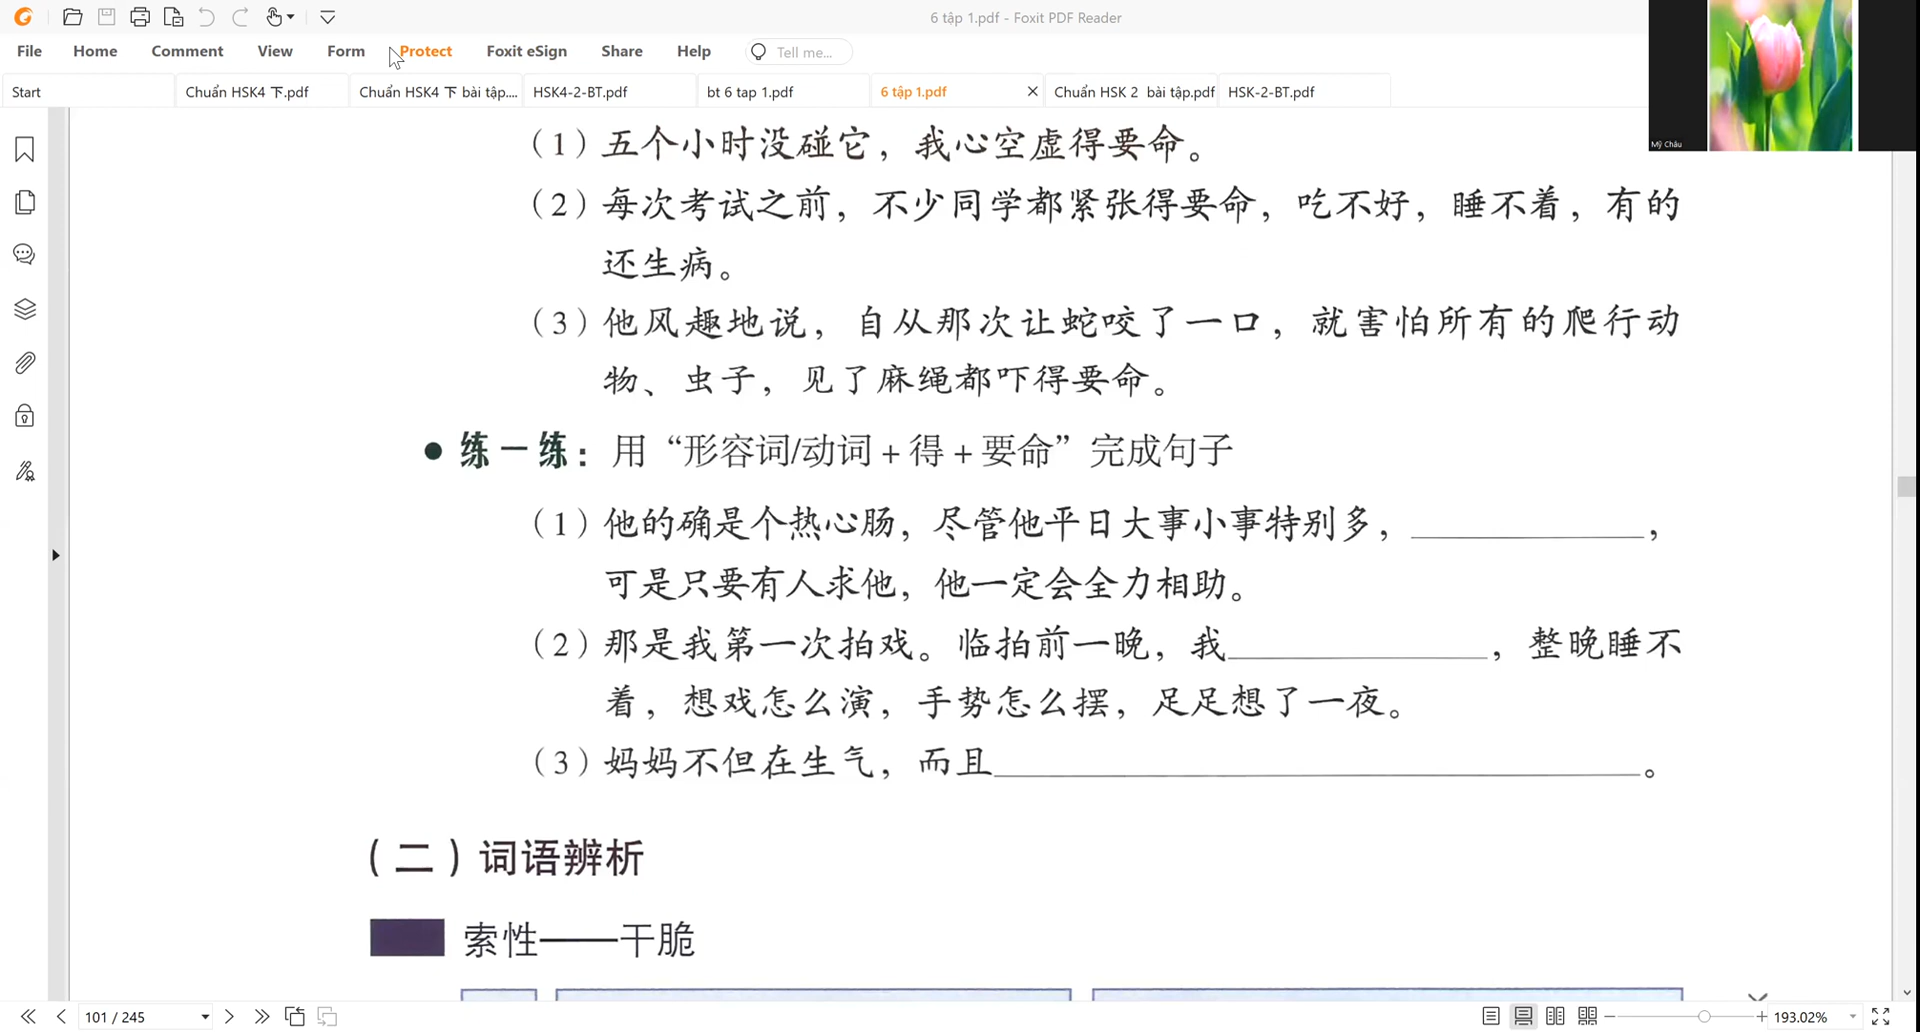 6 tập 1.pdf - Foxit PDF Reader
File Home Comment View Form Protect Foxit eSign Share Help Tell me...
Start Chuẩn HSK4 下.pdf Chuẩn HSK4 下 bài tập.... HSK4-2-BT.pdf bt 6 tap 1.pdf 6 tập 1.pdf Chuẩn HSK 2 bài tập.pdf HSK-2-BT.pdf
Mỹ Châu
（1）五个小时没碰它，我心空虚得要命。
（2）每次考试之前，不少同学都紧张得要命，吃不好，睡不着，有的
还生病。
（3）他风趣地说，自从那次让蛇咬了一口，就害怕所有的爬行动
物、虫子，见了麻绳都吓得要命。
● 练一练：用“形容词/动词+得+要命”完成句子
（1）他的确是个热心肠，尽管他平日大事小事特别多，____________，
可是只要有人求他，他一定会全力相助。
（2）那是我第一次拍戏。临拍前一晚，我____________，整晚睡不
着，想戏怎么演，手势怎么摆，足足想了一夜。
（3）妈妈不但在生气，而且____________。
（二）词语辨析
索性——干脆
101 / 245
193.02%